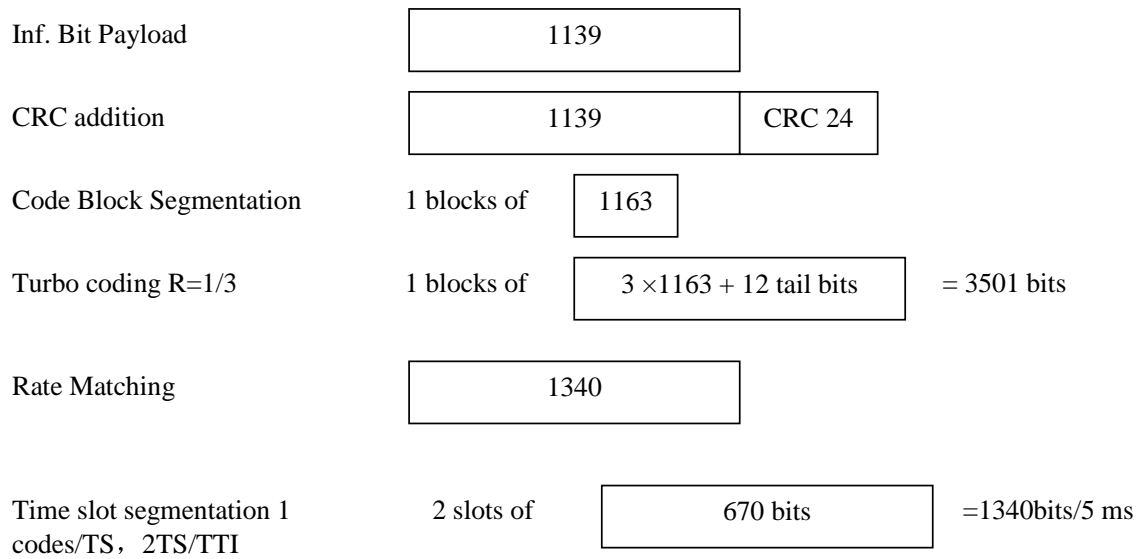 Inf. Bit Payload 1139
CRC addition 1139 CRC 24
Code Block Segmentation 1 blocks of 1163
Turbo coding R=1/3 1 blocks of 3 ×1163 + 12 tail bits = 3501 bits
Rate Matching 1340
Time slot segmentation 1 2 slots of 670 bits =1340bits/5 ms
codes/TS，2TS/TTI